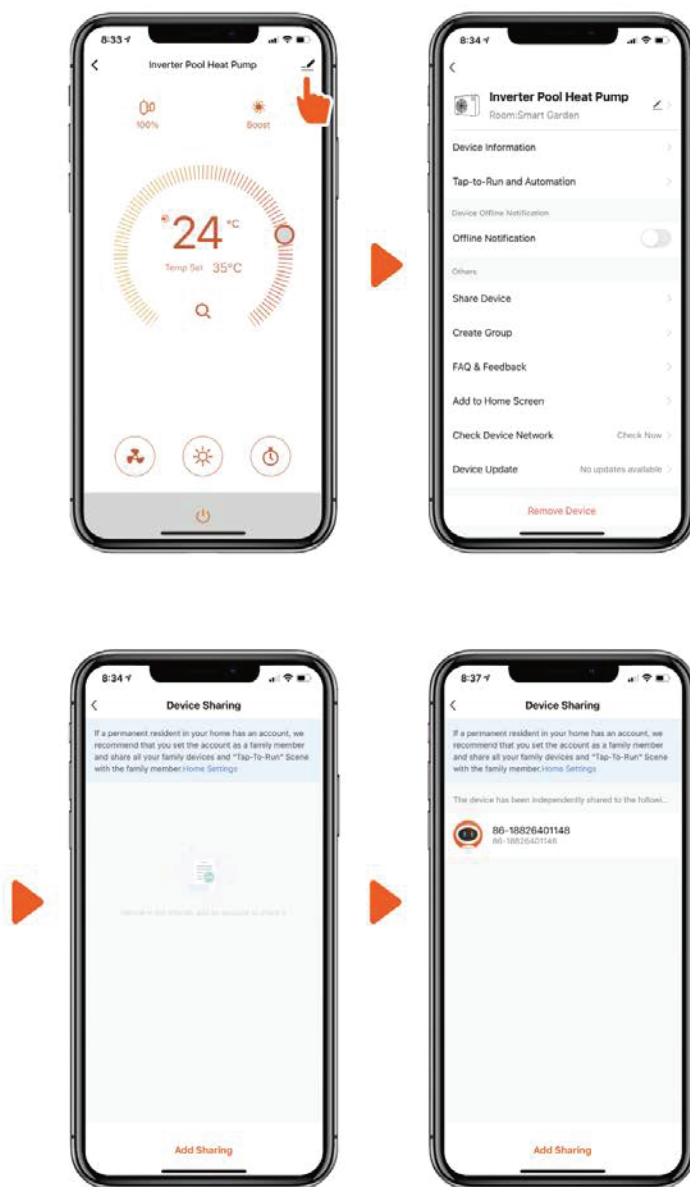 8:33
Inverter Pool Heat Pump
100%
Boost
24 °C
Temp Set 35°C
8:34
Inverter Pool Heat Pump
Room:Smart Garden
Device Information
Tap-to-Run and Automation
Device Offline Notification
Offline Notification
Others
Share Device
Create Group
FAQ & Feedback
Add to Home Screen
Check Device Network Check Now
Device Update No updates available
Remove Device
8:34
Device Sharing
If a permanent resident in your home has an account, we
recommend that you set the account as a family member
and share all your family devices and "Tap-To-Run" Scene
with the family member.Home Settings
Add Sharing
8:37
Device Sharing
If a permanent resident in your home has an account, we
recommend that you set the account as a family member
and share all your family devices and "Tap-To-Run" Scene
with the family member.Home Settings
The device has been independently shared to the followi...
86-18826401148
86-18826401148
Add Sharing